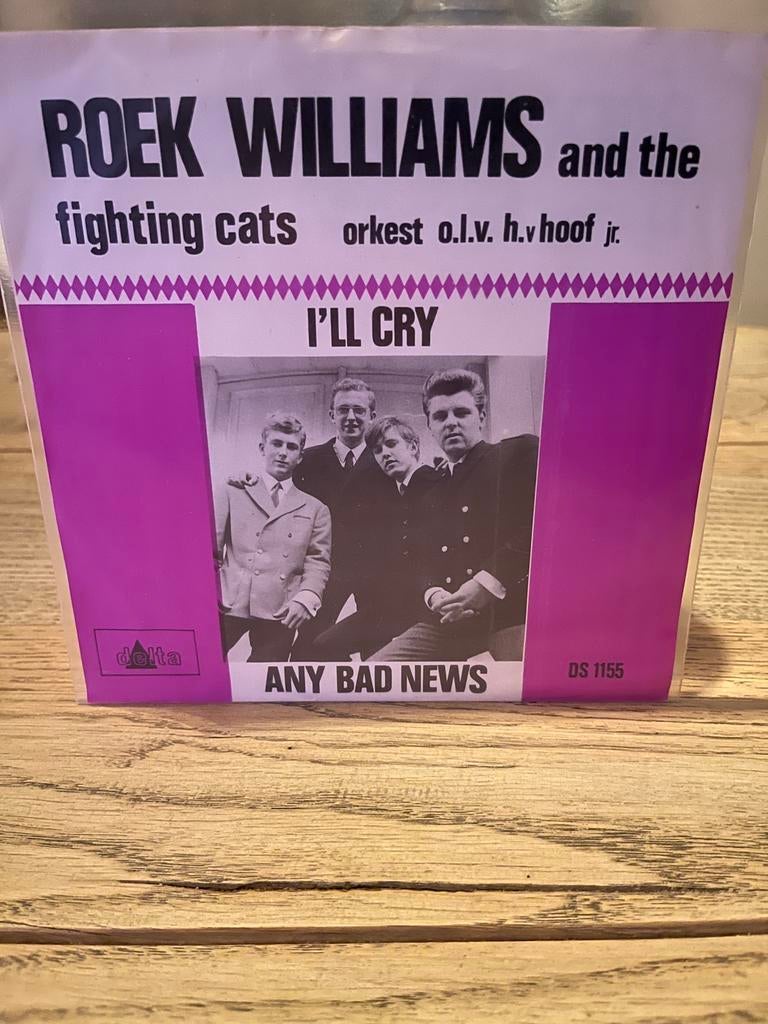 ROEK WILLIAMS and the
fighting cats orkest o.l.v. h.v hoof jr.
I'LL CRY
delta
ANY BAD NEWS
DS 1155